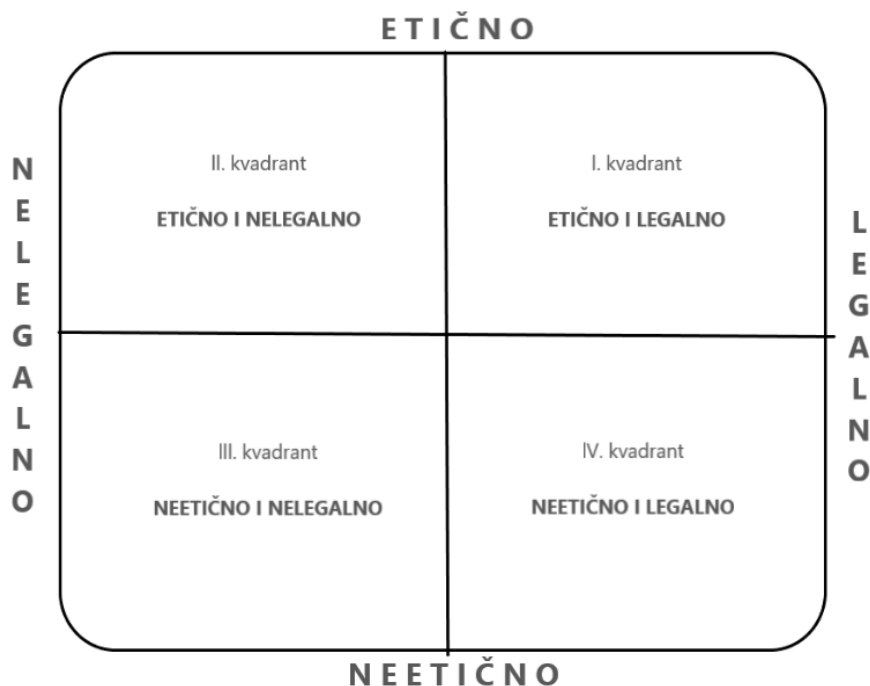 ETIČNO
II. kvadrant
ETIČNO I NELEGALNO
I. kvadrant
ETIČNO I LEGALNO
NELEGALNO
LEGALNO
III. kvadrant
NEETIČNO I NELEGALNO
IV. kvadrant
NEETIČNO I LEGALNO
NEETIČNO